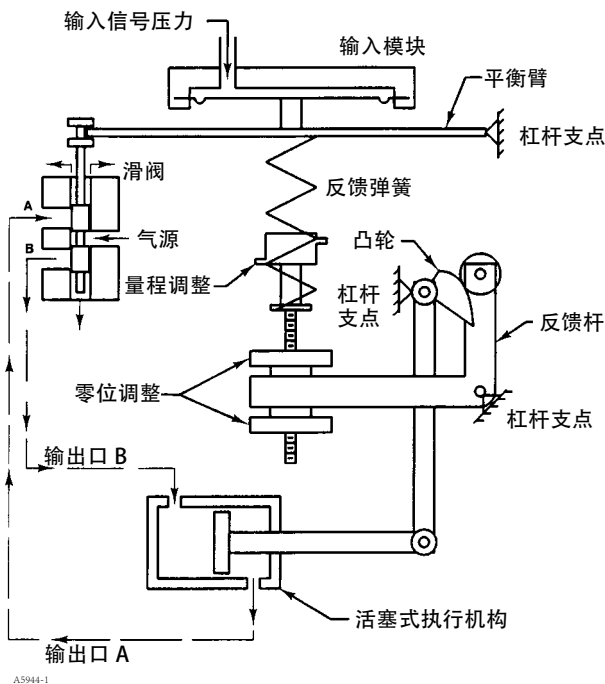 输入信号压力
输入模块
平衡臂
杠杆支点
滑阀
反馈弹簧
A
气源
凸轮
B
量程调整
杠杆
支点
反馈杆
零位调整
杠杆支点
输出口 B
活塞式执行机构
输出口 A
A5944-1